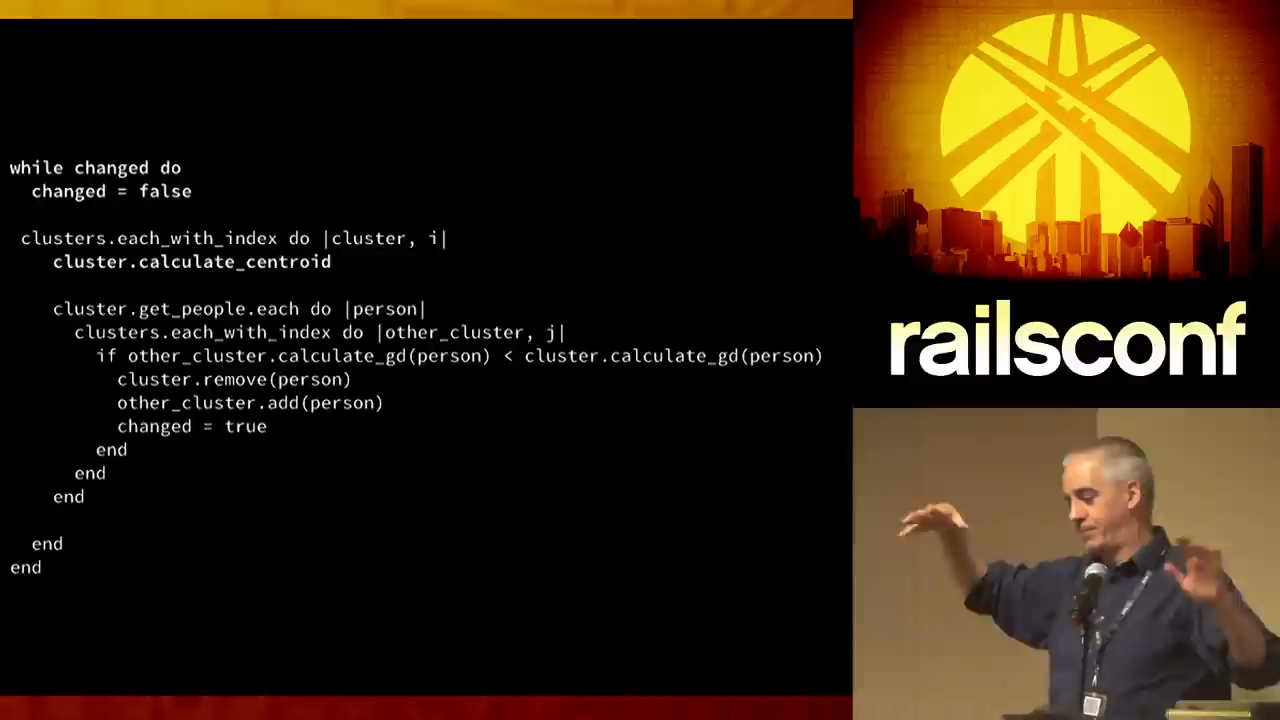 while changed do
changed = false
clusters.each_with_index do |cluster, i|
cluster.calculate_centroid
cluster.get_people.each do |person|
clusters.each_with_index do |other_cluster, j|
if other_cluster.calculate_gd(person) < cluster.calculate_gd(person)
cluster.remove(person)
other_cluster.add(person)
changed = true
end
end
end
end
end
railsconf